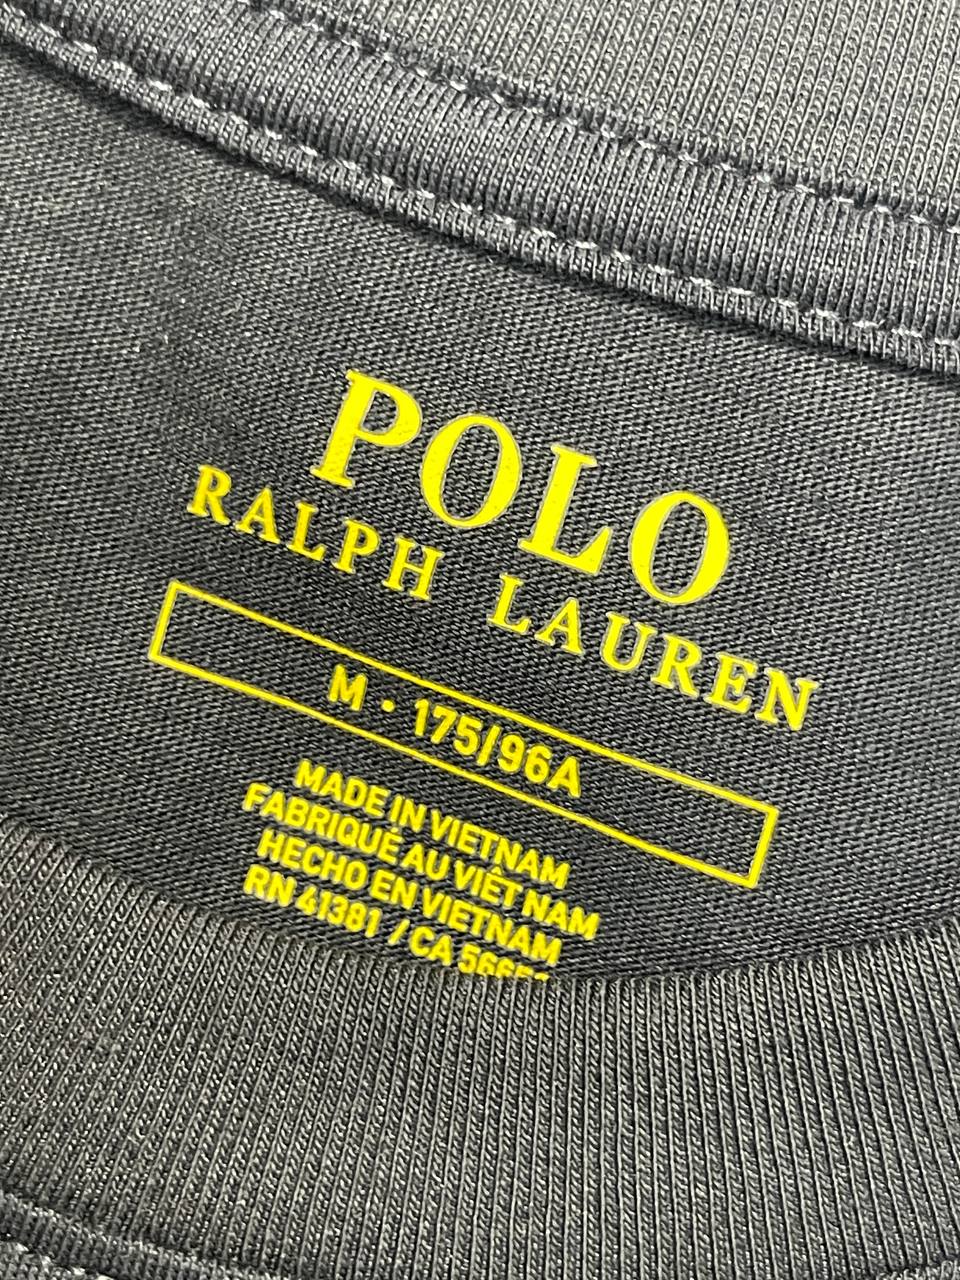 POLO
RALPH LAUREN
M · 175/96A
MADE IN VIETNAM
FABRIQUÉ AU VIÊT NAM
HECHO EN VIETNAM
RN 41381 / CA